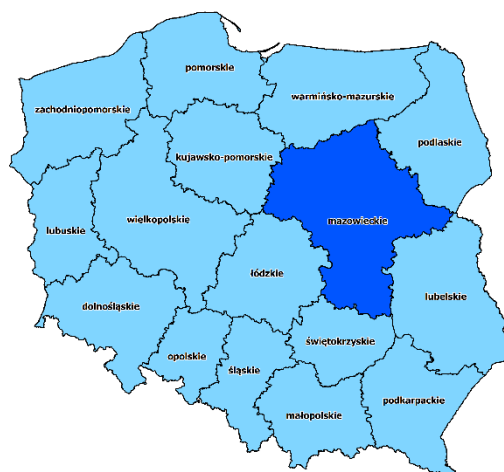 pomorskie
warmińsko-mazurskie
zachodniopomorskie
podlaskie
kujawsko-pomorskie
mazowieckie
wielkopolskie
lubuskie
łódzkie
lubelskie
dolnośląskie
świętokrzyskie
opolskie
śląskie
podkarpackie
małopolskie